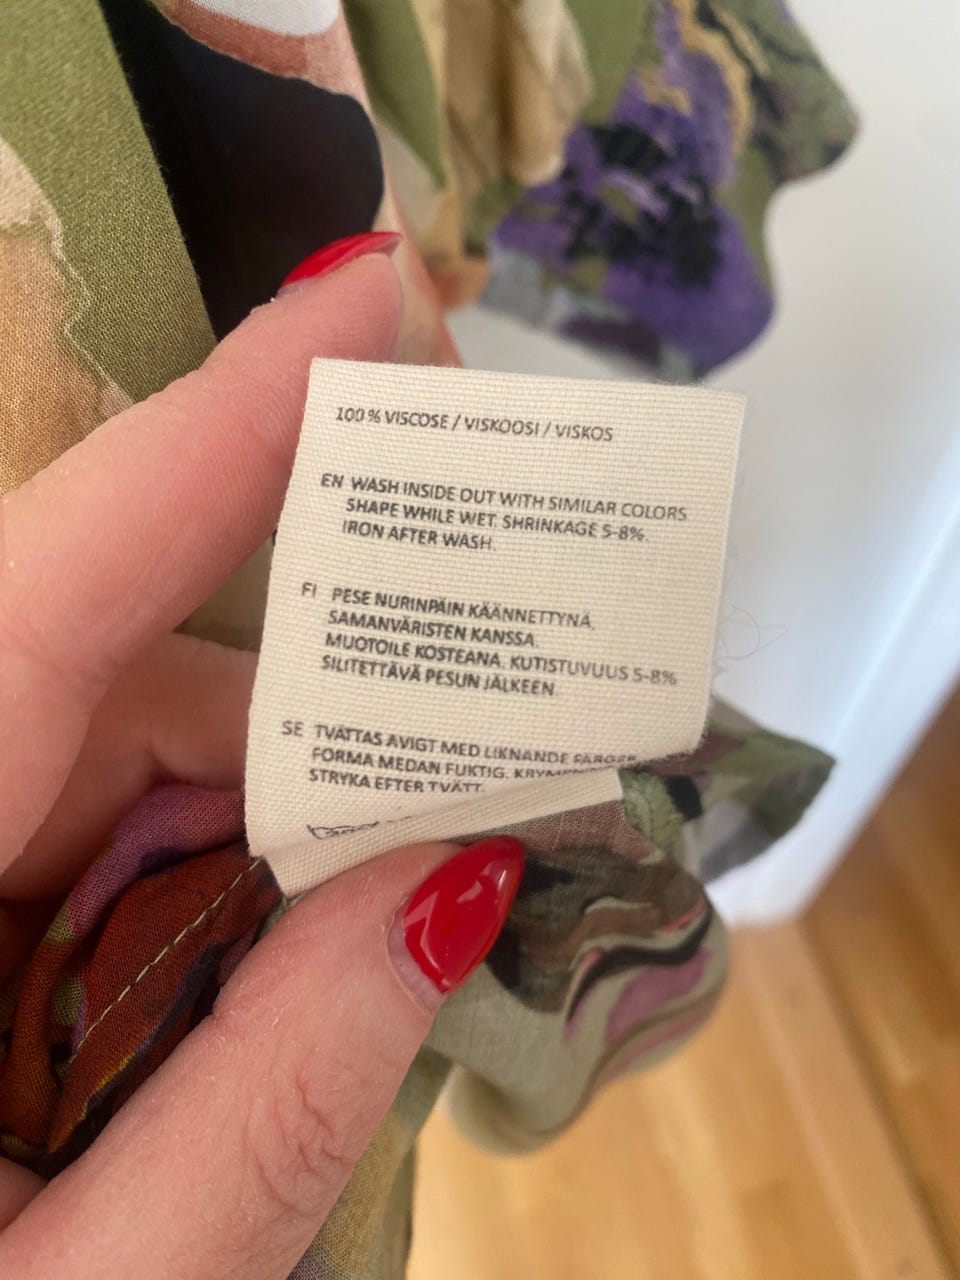 100 % VISCOSE / VISKOOSI / VISKOS
EN WASH INSIDE OUT WITH SIMILAR COLORS
SHAPE WHILE WET. SHRINKAGE 5-8%.
IRON AFTER WASH.
FI PESE NURINPÄIN KÄÄNNETTYNÄ,
SAMANVÄRISTEN KANSSA.
MUOTOILE KOSTEANA. KUTISTUVUUS 5-8%
SILITETTÄVÄ PESUN JÄLKEEN.
SE TVÄTTAS AVIGT MED LIKNANDE FÄRGER
FORMA MEDAN FUKTIG.
STRYKA EFTER TVÄTT.